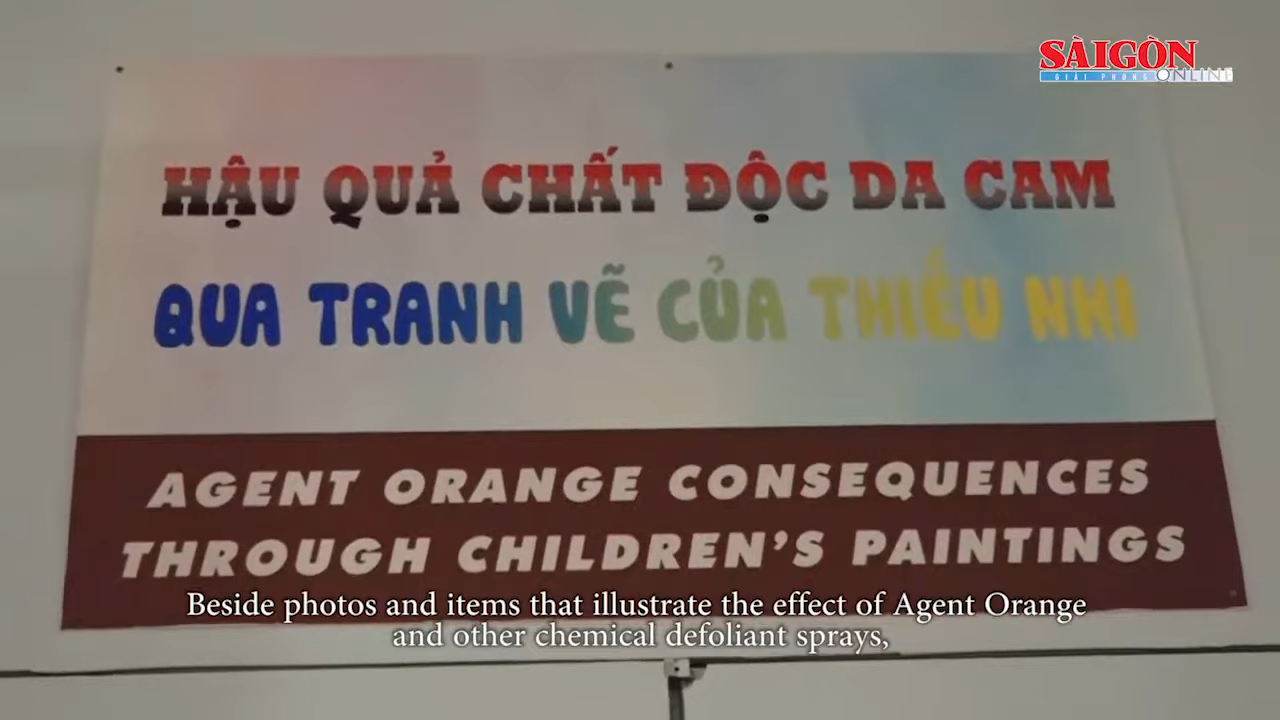 SÀIGÒN
GIẢI PHÓNG ONLINE
HẬU QUẢ CHẤT ĐỘC DA CAM
QUA TRANH VẼ CỦA THIẾU NHI
AGENT ORANGE CONSEQUENCES
THROUGH CHILDREN'S PAINTINGS
Beside photos and items that illustrate the effect of Agent Orange
and other chemical defoliant sprays,